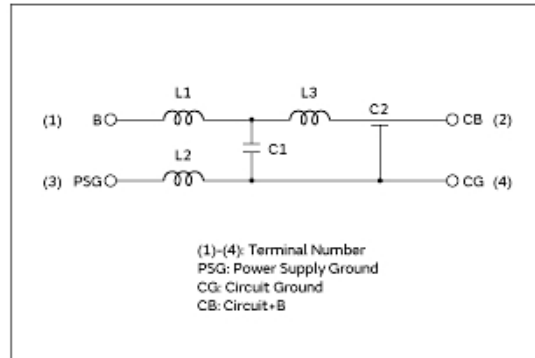 L1
L3
C2
(1) B
CB (2)
C1
L2
(3) PSG
CG (4)
(1)-(4): Terminal Number
PSG: Power Supply Ground
CG: Circuit Ground
CB: Circuit+B